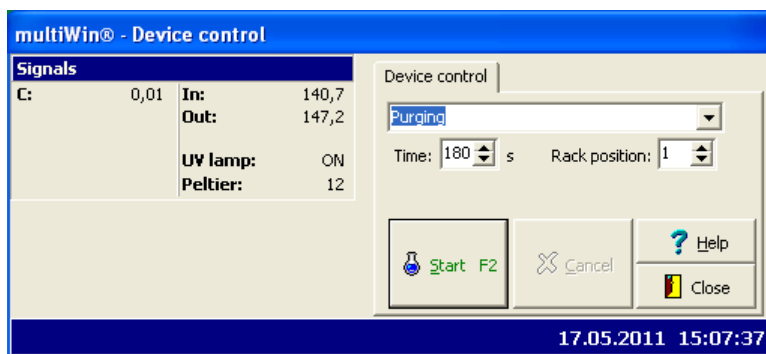 multiWin® - Device control
Signals
C: 0,01 In: 140,7
Out: 147,2
UV lamp: ON
Peltier: 12
Device control
Purging
Time: 180 s Rack position: 1
Start F2
Cancel
Help
Close
17.05.2011 15:07:37